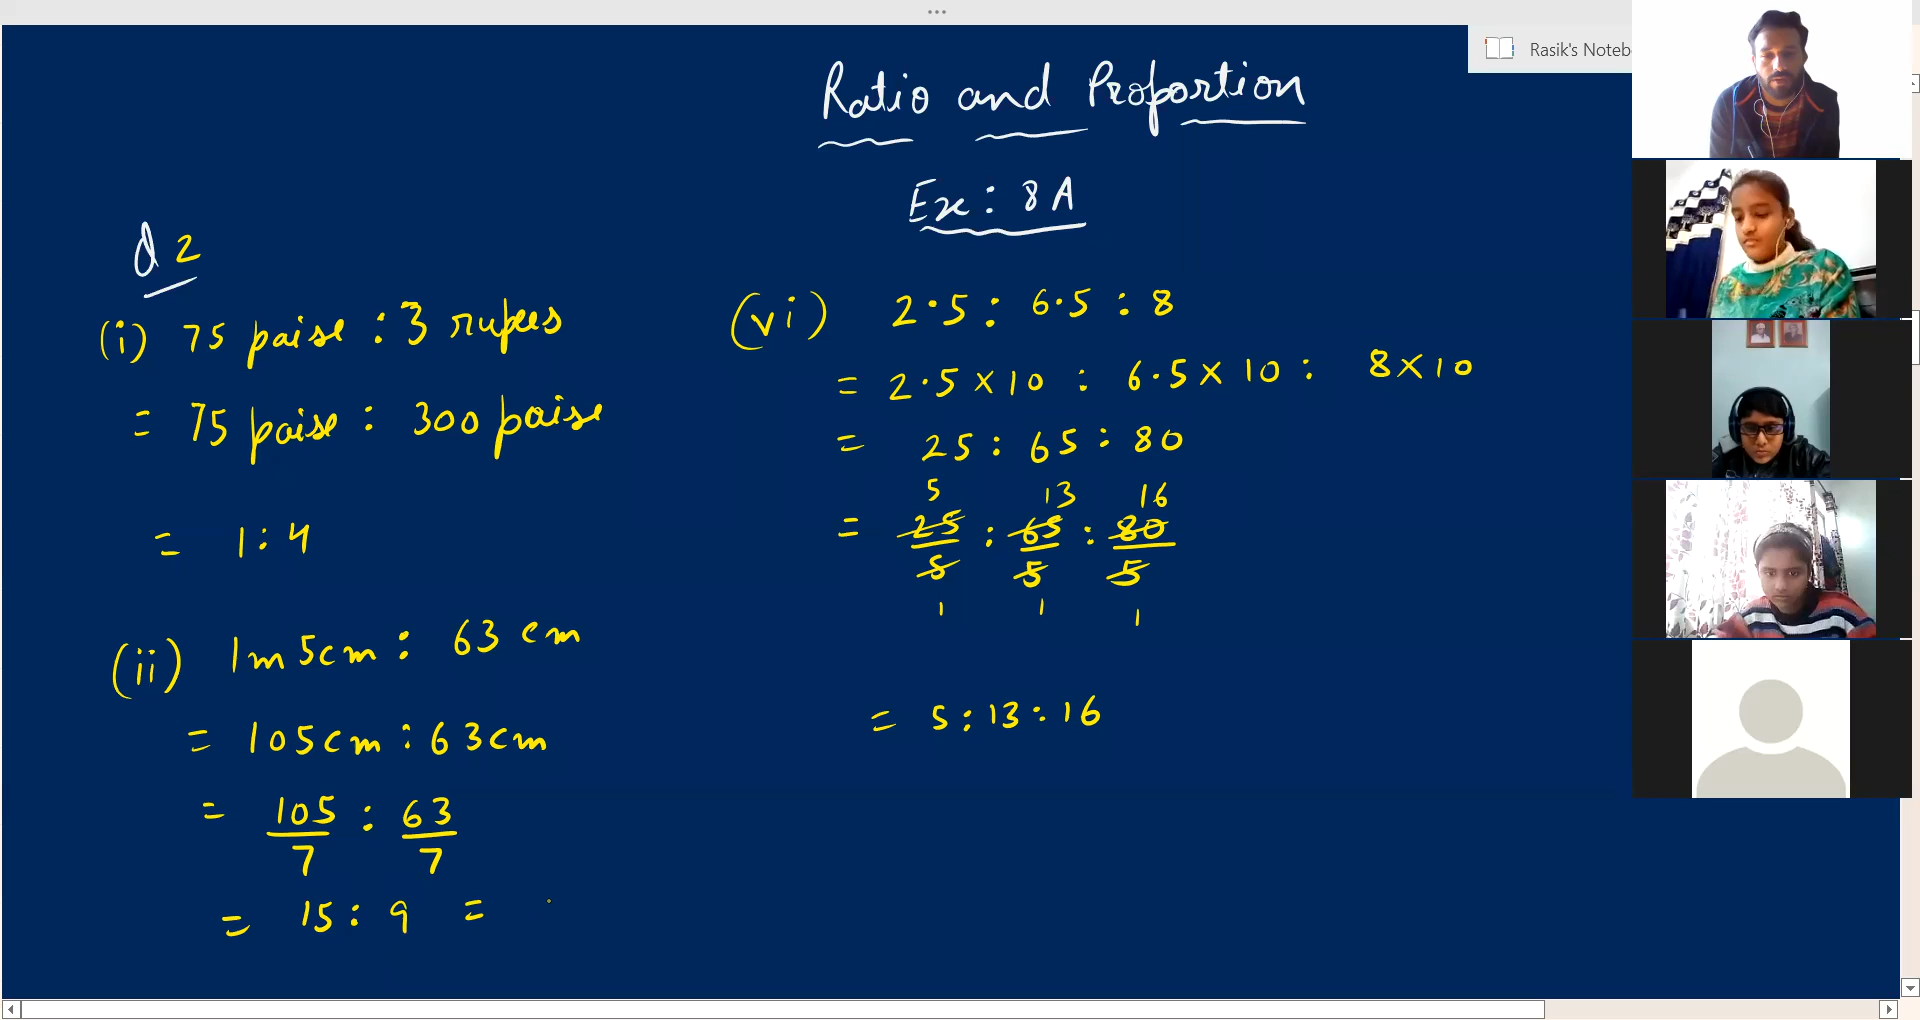 Rasik's Noteb
Ratio and Proportion
Ex: 8A
Q 2
(i) 75 paise : 3 rupees
= 75 paise : 300 paise
= 1 : 4
(ii) 1m 5cm : 63 cm
= 105cm : 63cm
= 105/7 : 63/7
= 15 : 9 =
(vi) 2.5 : 6.5 : 8
= 2.5 × 10 : 6.5 × 10 : 8 × 10
= 25 : 65 : 80
5 13 16
= 25/5 : 65/5 : 80/5
1 1 1
= 5 : 13 : 16